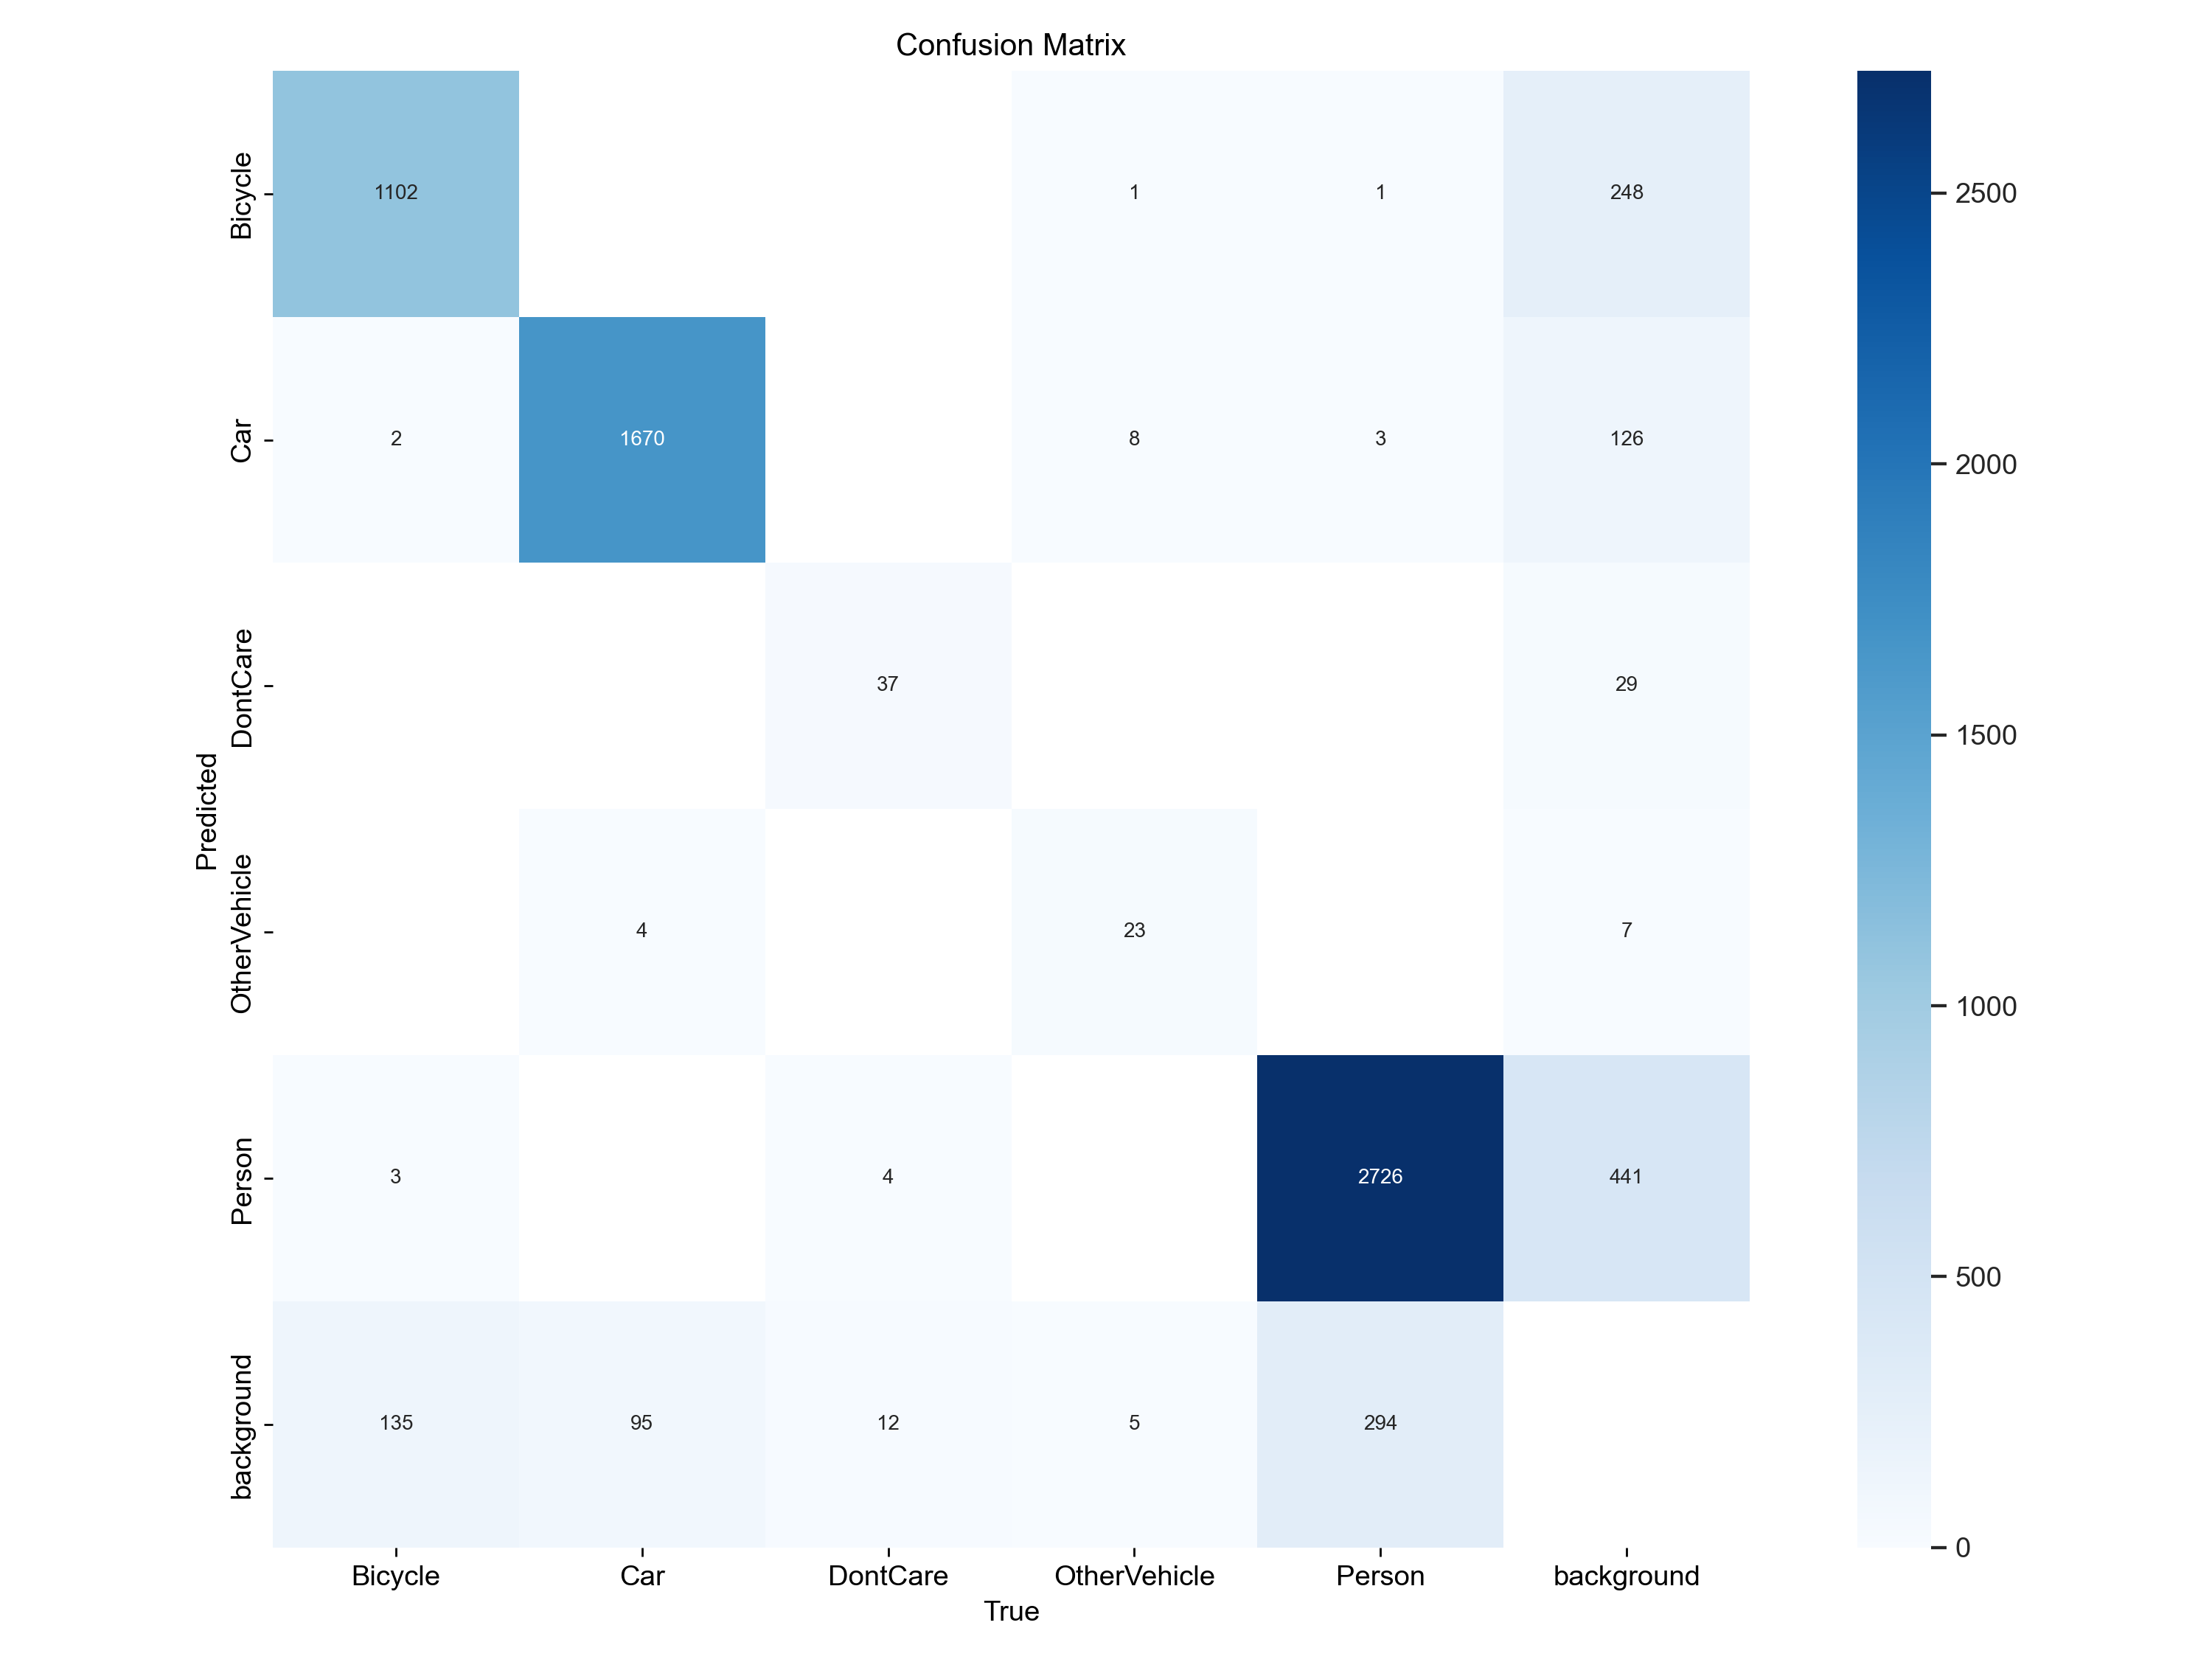 Confusion Matrix
Bicycle
1102
1
1
248
2500
Car
2
1670
8
3
126
2000
DontCare
37
29
1500
Predicted
OtherVehicle
4
23
7
1000
Person
3
4
2726
441
500
background
135
95
12
5
294
0
Bicycle
Car
DontCare
OtherVehicle
Person
background
True